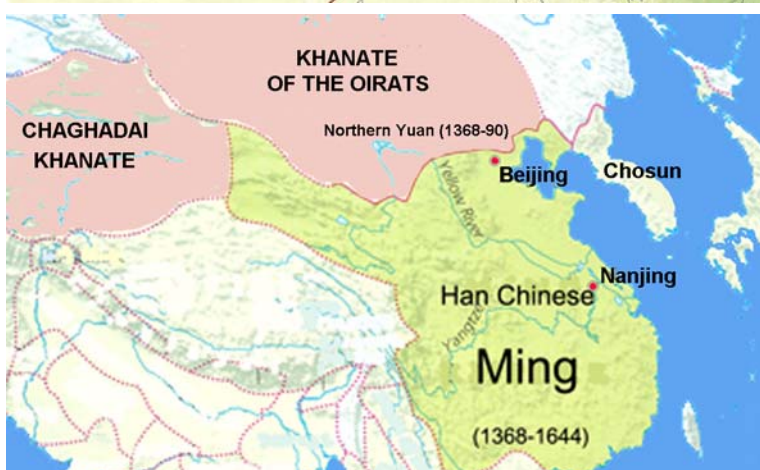 KHANATE
OF THE OIRATS
CHAGHADAI
KHANATE
Northern Yuan (1368-90)
Beijing
Chosun
Yellow River
Nanjing
Han Chinese
Yangtze
Ming
(1368-1644)